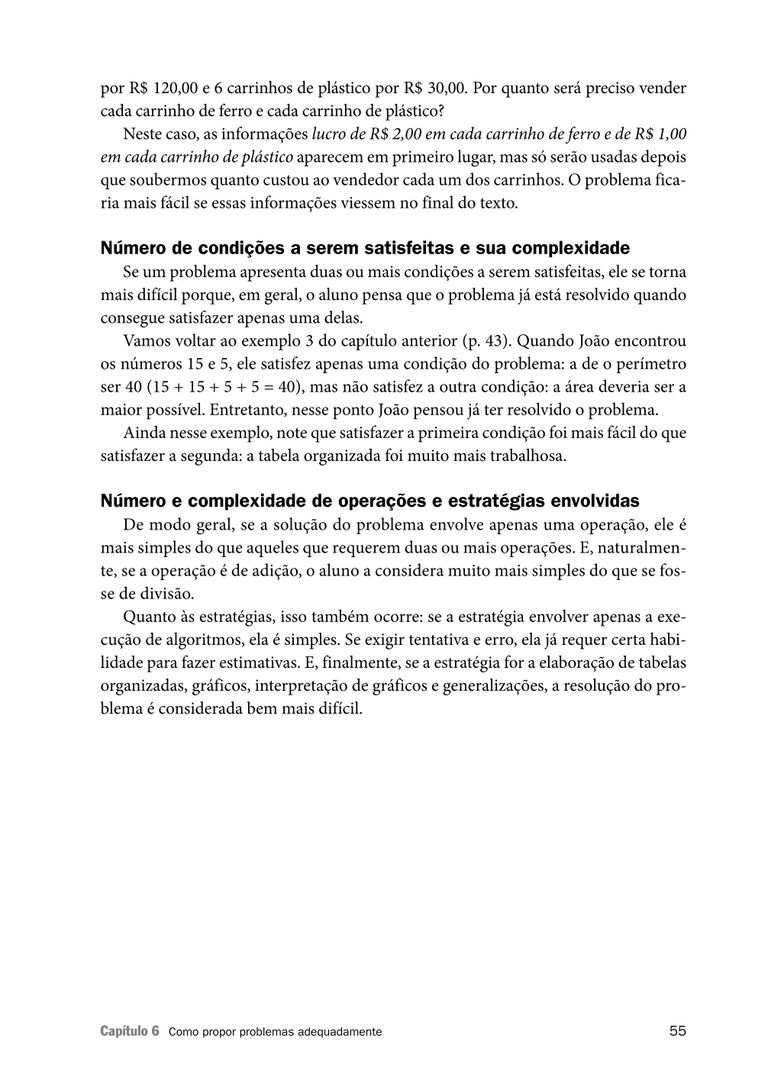 por R$ 120,00 e 6 carrinhos de plástico por R$ 30,00. Por quanto será preciso vender
cada carrinho de ferro e cada carrinho de plástico?
Neste caso, as informações lucro de R$ 2,00 em cada carrinho de ferro e de R$ 1,00
em cada carrinho de plástico aparecem em primeiro lugar, mas só serão usadas depois
que soubermos quanto custou ao vendedor cada um dos carrinhos. O problema fica-
ria mais fácil se essas informações viessem no final do texto.
Número de condições a serem satisfeitas e sua complexidade
Se um problema apresenta duas ou mais condições a serem satisfeitas, ele se torna
mais difícil porque, em geral, o aluno pensa que o problema já está resolvido quando
consegue satisfazer apenas uma delas.
Vamos voltar ao exemplo 3 do capítulo anterior (p. 43). Quando João encontrou
os números 15 e 5, ele satisfez apenas uma condição do problema: a de o perímetro
ser 40 (15 + 15 + 5 + 5 = 40), mas não satisfez a outra condição: a área deveria ser a
maior possível. Entretanto, nesse ponto João pensou já ter resolvido o problema.
Ainda nesse exemplo, note que satisfazer a primeira condição foi mais fácil do que
satisfazer a segunda: a tabela organizada foi muito mais trabalhosa.
Número e complexidade de operações e estratégias envolvidas
De modo geral, se a solução do problema envolve apenas uma operação, ele é
mais simples do que aqueles que requerem duas ou mais operações. E, naturalmen-
te, se a operação é de adição, o aluno a considera muito mais simples do que se fos-
se de divisão.
Quanto às estratégias, isso também ocorre: se a estratégia envolver apenas a exe-
cução de algoritmos, ela é simples. Se exigir tentativa e erro, ela já requer certa habi-
lidade para fazer estimativas. E, finalmente, se a estratégia for a elaboração de tabelas
organizadas, gráficos, interpretação de gráficos e generalizações, a resolução do pro-
blema é considerada bem mais difícil.
Capítulo 6 Como propor problemas adequadamente 55